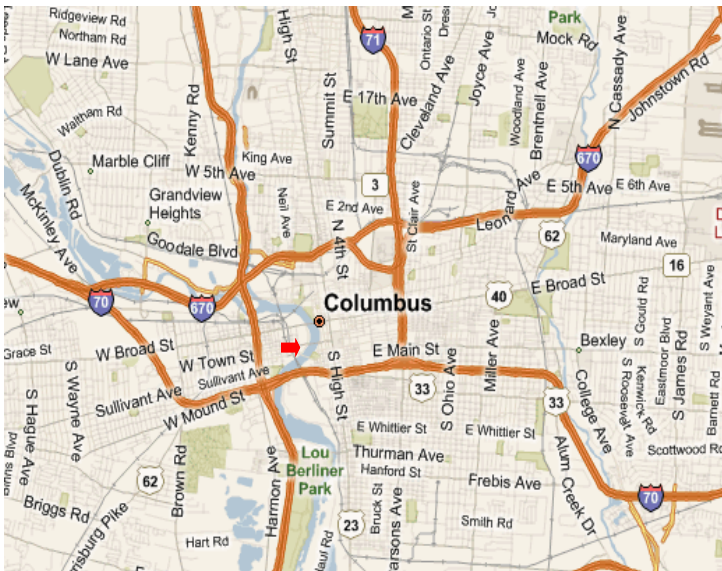 Ridgeview Rd
Northam Rd
W Lane Ave
High St
Summit St
71
Ontario St
Cleveland Ave
Joyce Ave
Park
Mock Rd
Woodland Ave
Brentnell Ave
N Cassady Ave
Johnstown Rd
E 17th Ave
Waltham Rd
Kenny Rd
Marble Cliff
King Ave
W 5th Ave
670
Dublin Rd
McKinley Ave
Grandview
Heights
Neil Ave
3
E 2nd Ave
N 4th St
St Clair Ave
Leonard Ave
E 5th Ave
E 6th Ave
Goodale Blvd
62
Maryland Ave
16
70
670
Columbus
40
E Broad St
S Gould Rd
S Weyant Ave
Grace St
W Broad St
W Town St
Sullivant Ave
E Main St
Bexley
Eastmoor Blvd
S James Rd
S Wayne Ave
Sullivant Ave
W Mound St
S High St
33
S Ohio Ave
Miller Ave
33
College Ave
S Roosevelt Ave
Kenwick Rd
Barnett Rd
S Hague Ave
E Whittier St
E Whittier St
Scottwood Rd
Lou
Berliner
Park
Thurman Ave
Hanford St
Frebis Ave
Alum Creek Dr
70
62
Brown Rd
Harmon Ave
Briggs Rd
Bruck St
23
Smith Rd
Hart Rd